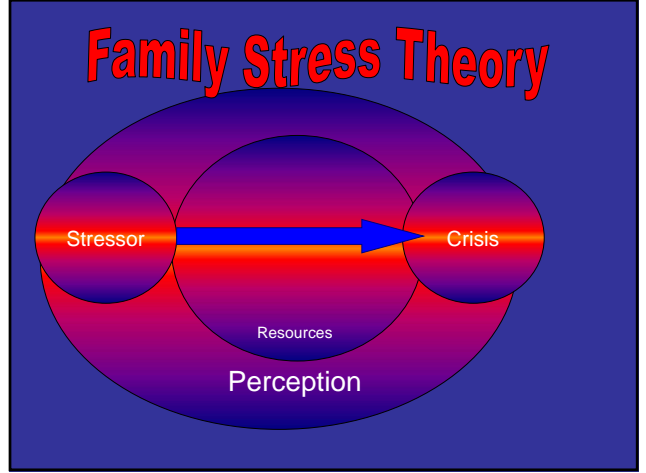 Family Stress Theory
Stressor
Crisis
Resources
Perception